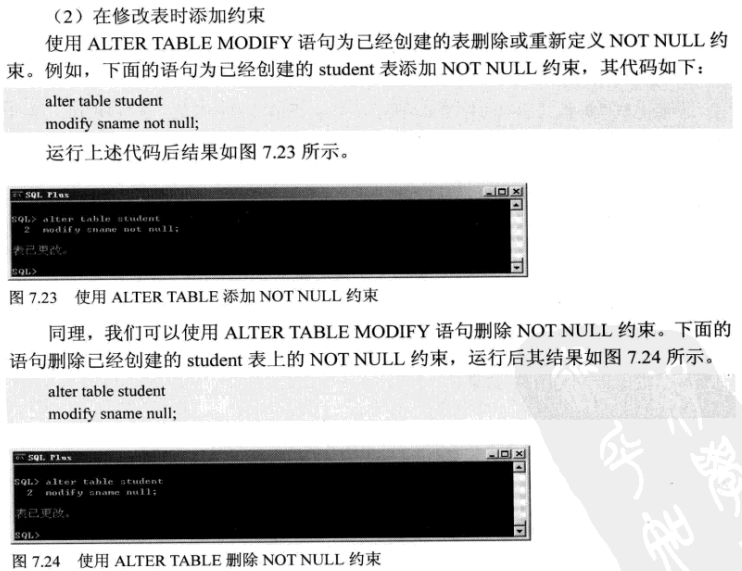 （2）在修改表时添加约束
使用 ALTER TABLE MODIFY 语句为已经创建的表删除或重新定义 NOT NULL 约
束。例如，下面的语句为已经创建的 student 表添加 NOT NULL 约束，其代码如下：
alter table student
modify sname not null;
运行上述代码后结果如图 7.23 所示。
SQL Plus
SQL> alter table student
2 modify sname not null;
表已更改。
SQL>
图 7.23 使用 ALTER TABLE 添加 NOT NULL 约束
同理，我们可以使用 ALTER TABLE MODIFY 语句删除 NOT NULL 约束。下面的
语句删除已经创建的 student 表上的 NOT NULL 约束，运行后其结果如图 7.24 所示。
alter table student
modify sname null;
SQL Plus
SQL> alter table student
2 modify sname null;
表已更改。
SQL>
图 7.24 使用 ALTER TABLE 删除 NOT NULL 约束